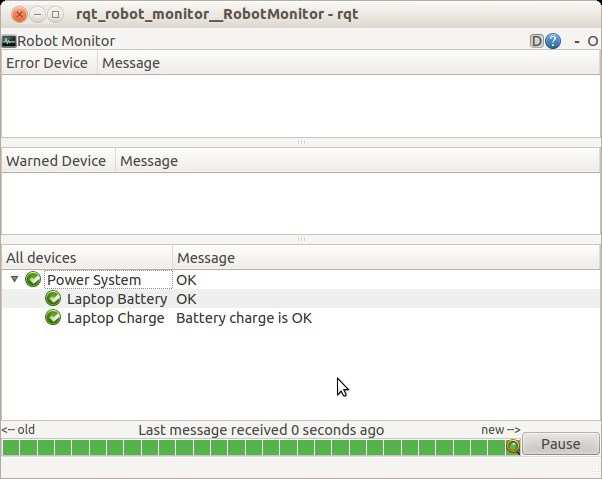 rqt_robot_monitor__RobotMonitor - rqt
Robot Monitor D ? - O
Error Device Message
Warned Device Message
All devices Message
Power System OK
Laptop Battery OK
Laptop Charge Battery charge is OK
<-- old Last message received 0 seconds ago new -->
Pause